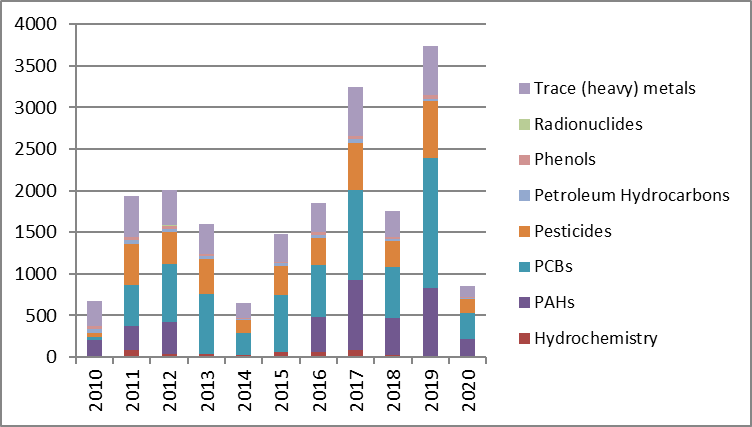 4000
3500
3000
2500
2000
1500
1000
500
0
2010
2011
2012
2013
2014
2015
2016
2017
2018
2019
2020
Trace (heavy) metals
Radionuclides
Phenols
Petroleum Hydrocarbons
Pesticides
PCBs
PAHs
Hydrochemistry